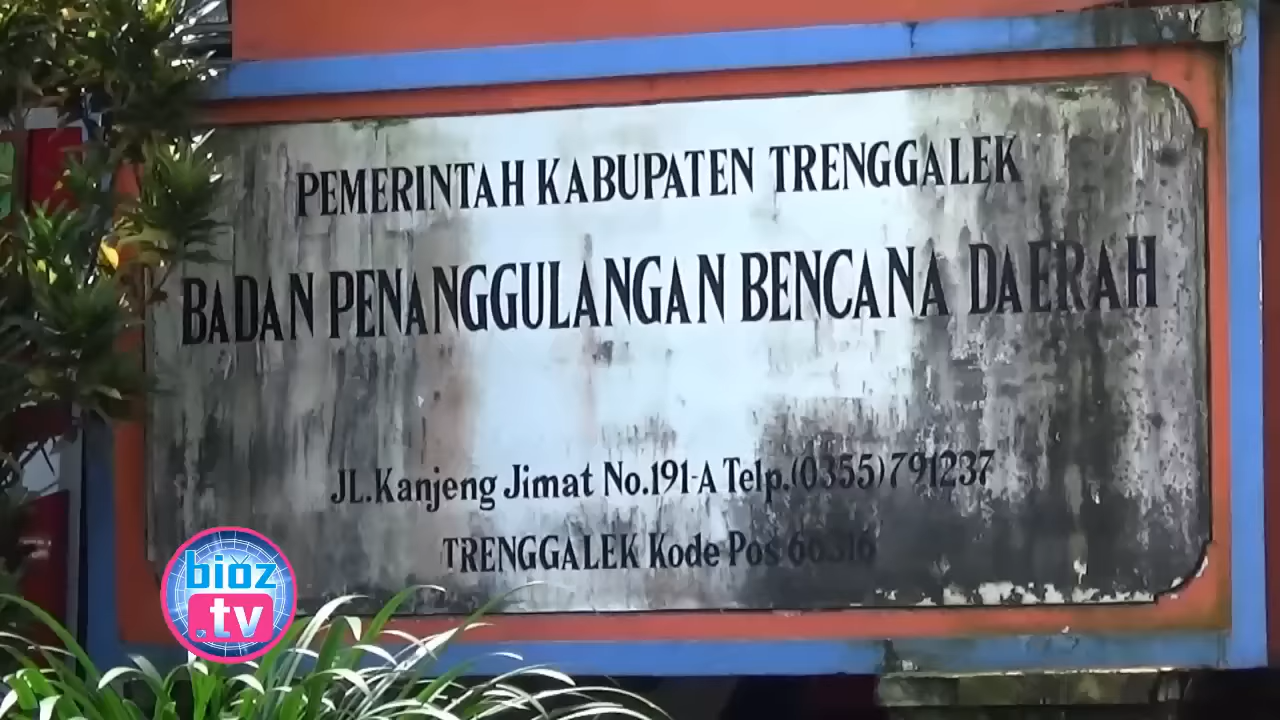 PEMERINTAH KABUPATEN TRENGGALEK
BADAN PENANGGULANGAN BENCANA DAERAH
JL.Kanjeng Jimat No.191-A Telp.(0355)791237
TRENGGALEK Kode Pos 66316
bioz
.tv